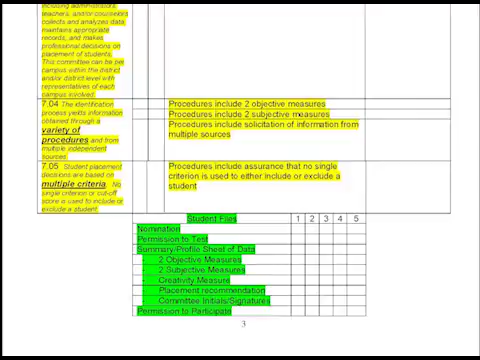 including administrators,
teachers, and/or counselors
collects and analyzes data
maintains appropriate
records, and makes
professional decisions on
placement of students.
This committee can be per
campus within the district
and/or district level with
representatives of each
campus involved.
7.04 The identification
process yields information
obtained through a
variety of
procedures and from
multiple independent
sources.
Procedures include 2 objective measures
Procedures include 2 subjective measures
Procedures include solicitation of information from
multiple sources
7.05 Student placement
decisions are based on
multiple criteria. No
single criterion or cut-off
score is used to include or
exclude a student.
Procedures include assurance that no single
criterion is used to either include or exclude a
student
Student Files 1 2 3 4 5
Nomination
Permission to Test
Summary/Profile Sheet of Data
- 2 Objective Measures
- 2 Subjective Measures
- Creativity Measure
- Placement recommendation
- Committee Initials/Signatures
Permission to Participate
3